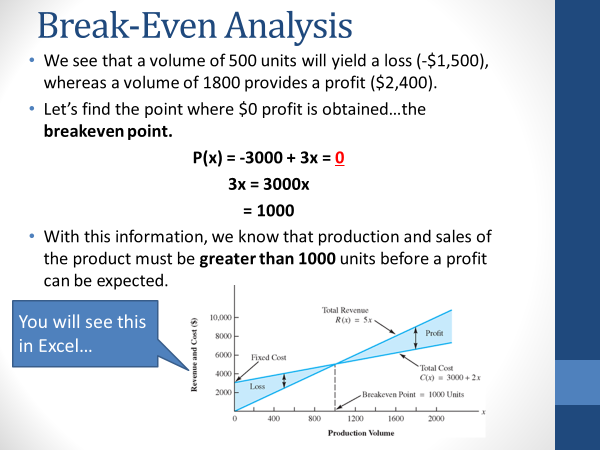 Break-Even Analysis
• We see that a volume of 500 units will yield a loss (-$1,500),
whereas a volume of 1800 provides a profit ($2,400).
• Let's find the point where $0 profit is obtained…the
breakeven point.
P(x) = -3000 + 3x = 0
3x = 3000x
= 1000
• With this information, we know that production and sales of
the product must be greater than 1000 units before a profit
can be expected.
You will see this
in Excel…
Revenue and Cost ($)
10,000
8000
6000
4000
2000
Total Revenue
R(x) = 5x
Profit
Fixed Cost
Total Cost
C(x) = 3000 + 2x
Loss
Breakeven Point = 1000 Units
0 400 800 1200 1600 2000
x
Production Volume